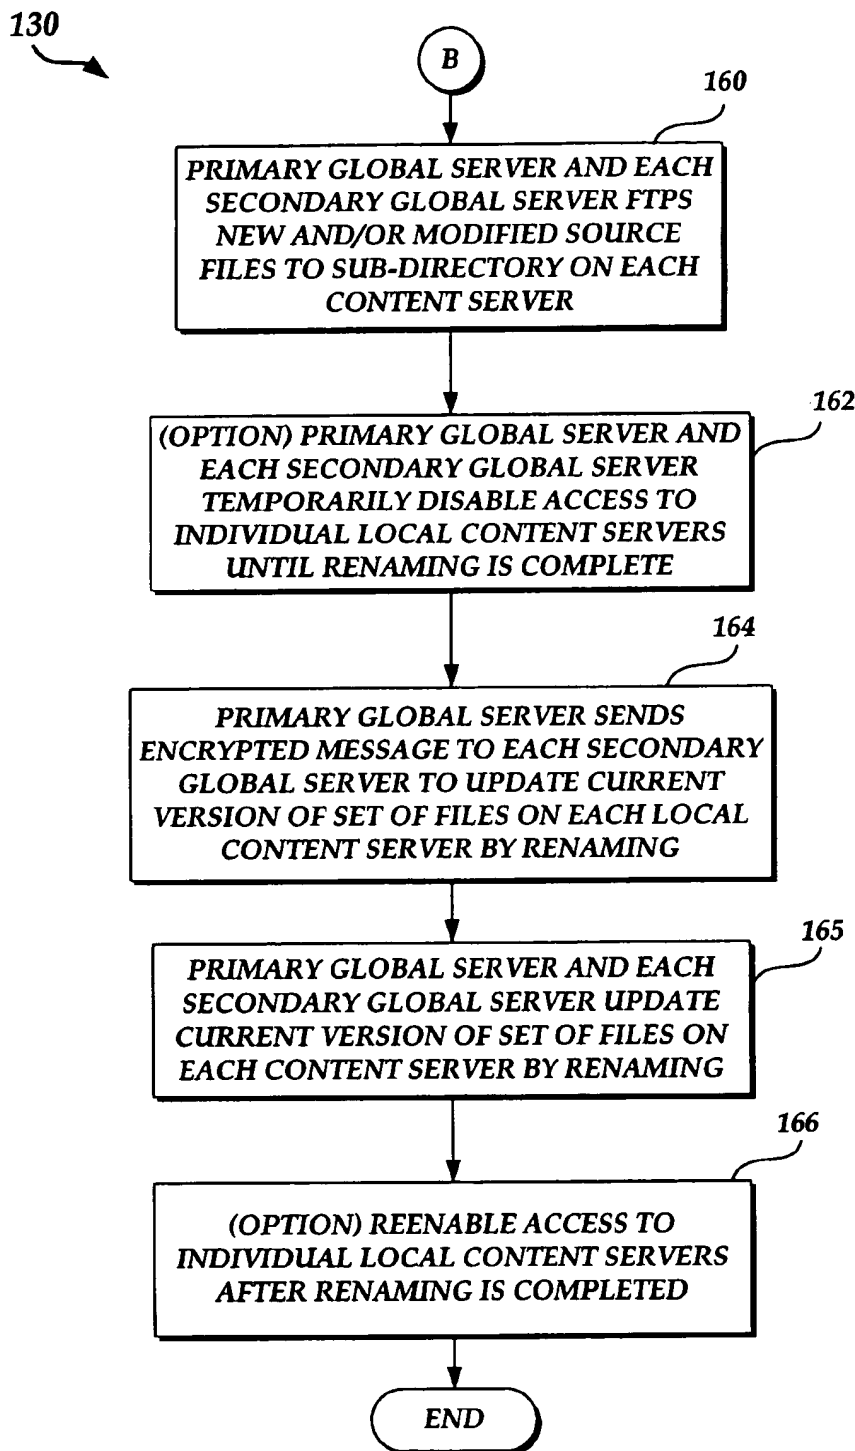 130
B
160
PRIMARY GLOBAL SERVER AND EACH
SECONDARY GLOBAL SERVER FTPS
NEW AND/OR MODIFIED SOURCE
FILES TO SUB-DIRECTORY ON EACH
CONTENT SERVER
162
(OPTION) PRIMARY GLOBAL SERVER AND
EACH SECONDARY GLOBAL SERVER
TEMPORARILY DISABLE ACCESS TO
INDIVIDUAL LOCAL CONTENT SERVERS
UNTIL RENAMING IS COMPLETE
164
PRIMARY GLOBAL SERVER SENDS
ENCRYPTED MESSAGE TO EACH SECONDARY
GLOBAL SERVER TO UPDATE CURRENT
VERSION OF SET OF FILES ON EACH LOCAL
CONTENT SERVER BY RENAMING
165
PRIMARY GLOBAL SERVER AND EACH
SECONDARY GLOBAL SERVER UPDATE
CURRENT VERSION OF SET OF FILES ON
EACH CONTENT SERVER BY RENAMING
166
(OPTION) REENABLE ACCESS TO
INDIVIDUAL LOCAL CONTENT SERVERS
AFTER RENAMING IS COMPLETED
END